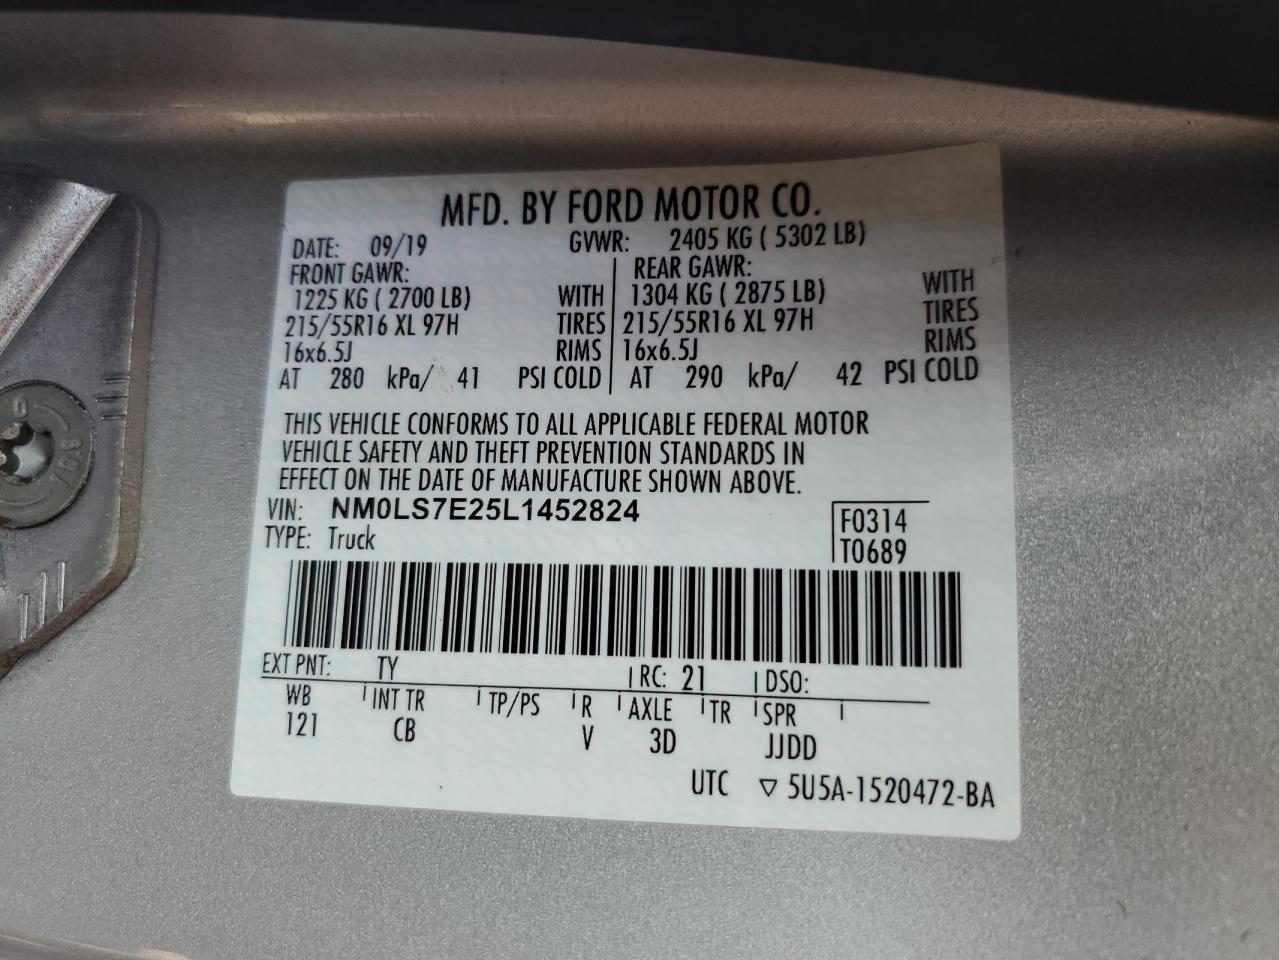 MFD. BY FORD MOTOR CO.
DATE: 09/19 GVWR: 2405 KG ( 5302 LB)
FRONT GAWR: REAR GAWR:
1225 KG ( 2700 LB) WITH 1304 KG ( 2875 LB) WITH
215/55R16 XL 97H TIRES 215/55R16 XL 97H TIRES
16x6.5J RIMS 16x6.5J RIMS
AT 280 kPa/ 41 PSI COLD AT 290 kPa/ 42 PSI COLD
THIS VEHICLE CONFORMS TO ALL APPLICABLE FEDERAL MOTOR
VEHICLE SAFETY AND THEFT PREVENTION STANDARDS IN
EFFECT ON THE DATE OF MANUFACTURE SHOWN ABOVE.
VIN: NM0LS7E25L1452824 F0314
TYPE: Truck T0689
EXT PNT: TY RC: 21 DSO:
WB INT TR TP/PS R AXLE TR SPR
121 CB V 3D JJDD
UTC ▽ 5U5A-1520472-BA